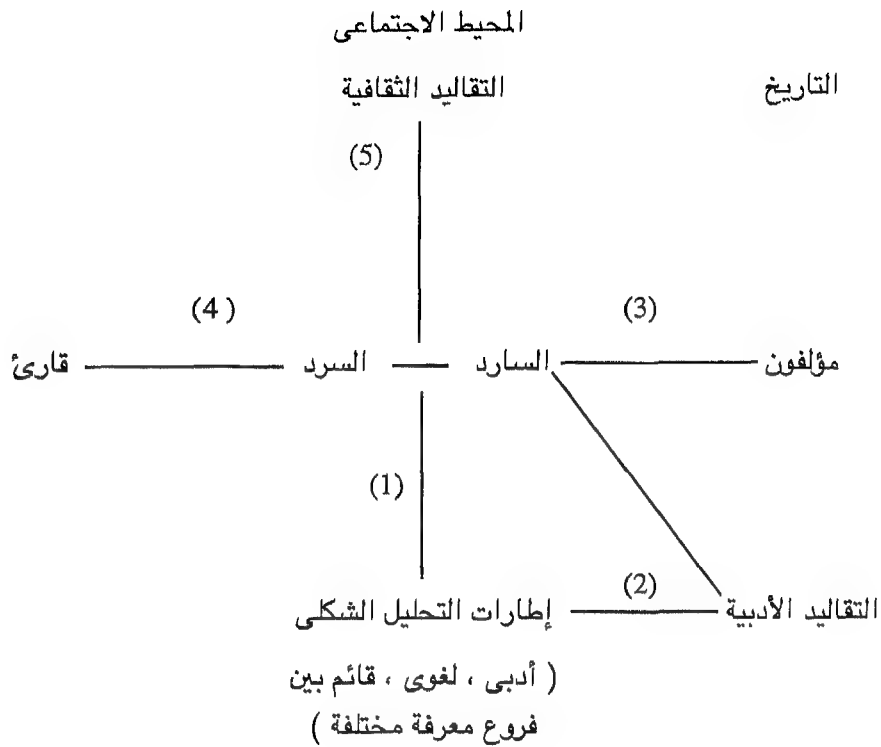 المحيط الاجتماعى
التقاليد الثقافية التاريخ
(5)
(3) (4)
مؤلفون السارد السرد قارئ
(1)
(2)
التقاليد الأدبية إطارات التحليل الشكلى
( أدبى ، لغوى ، قائم بين
فروع معرفة مختلفة )